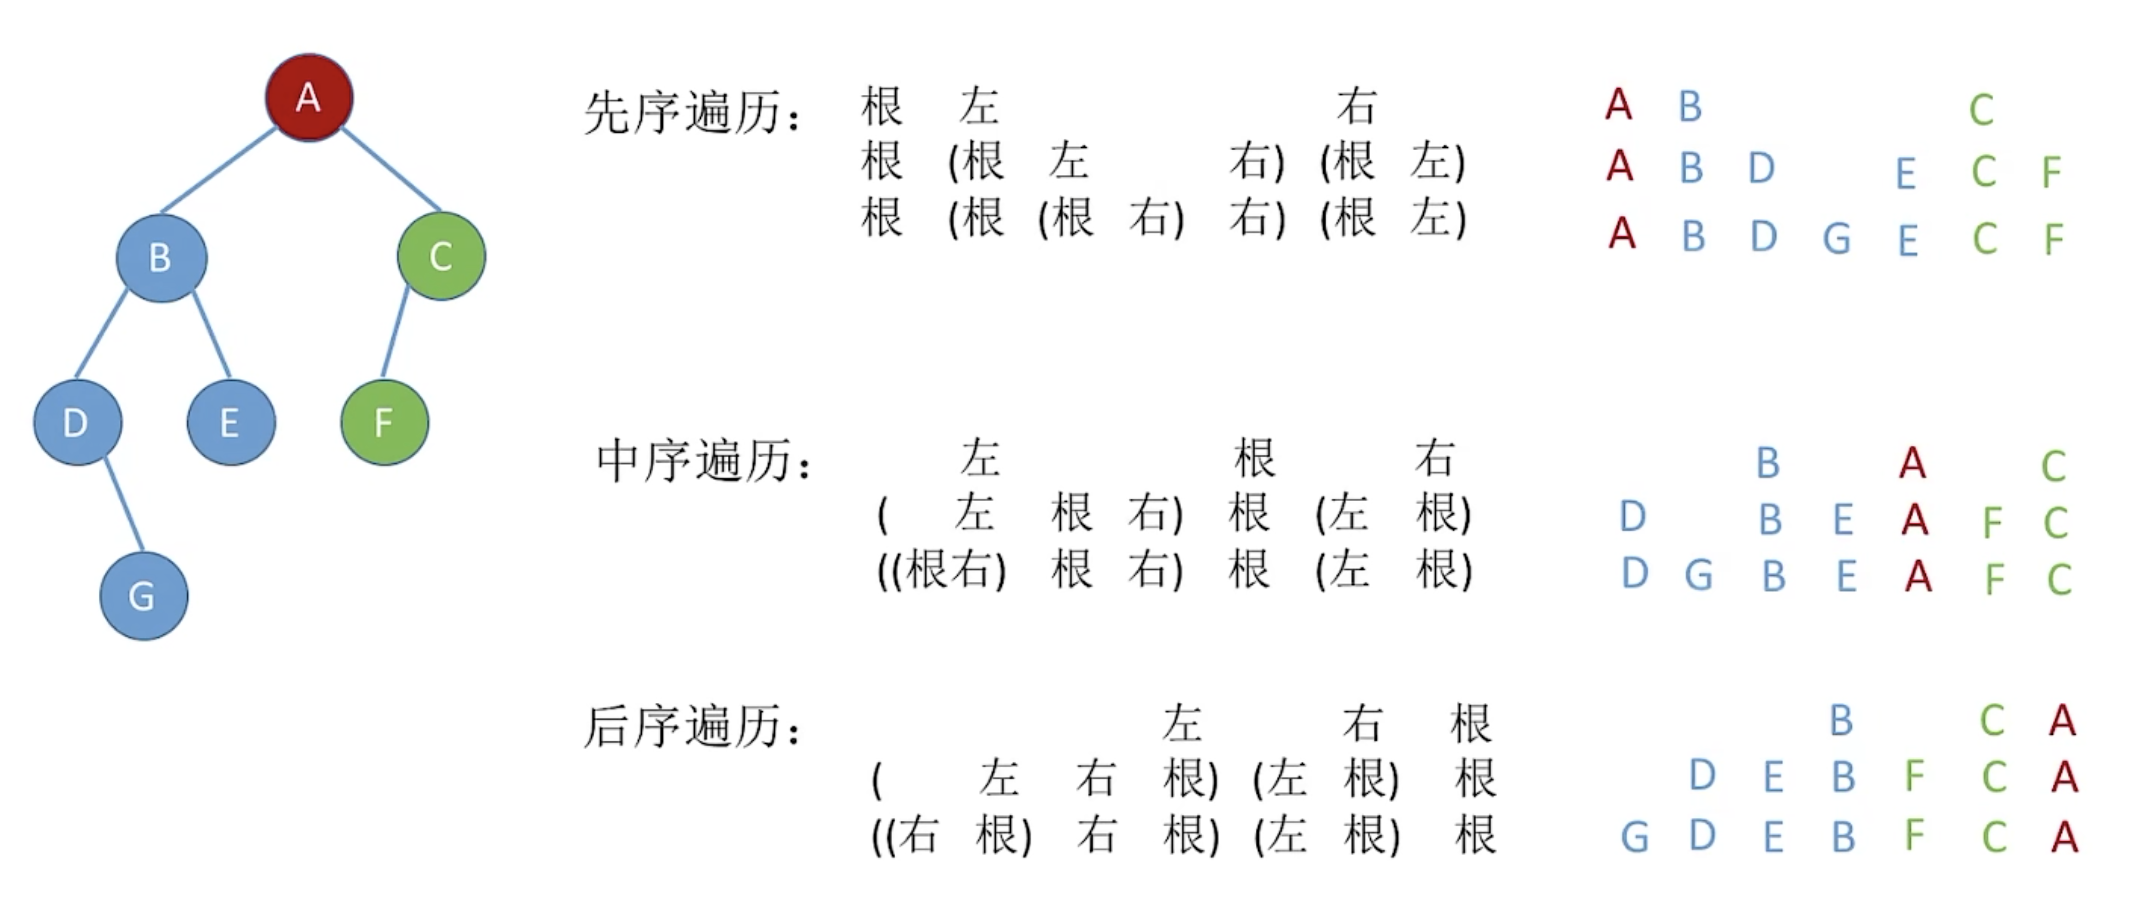 A
B C
D E F
G
先序遍历： 根 左 右 A B C
根 (根 左 右) (根 左) A B D E C F
根 (根 (根 右) 右) (根 左) A B D G E C F
中序遍历： 左 根 右 B A C
( 左 根 右) 根 (左 根) D B E A F C
((根右) 根 右) 根 (左 根) D G B E A F C
后序遍历： 左 右 根 B C A
( 左 右 根) (左 根) 根 D E B F C A
((右 根) 右 根) (左 根) 根 G D E B F C A